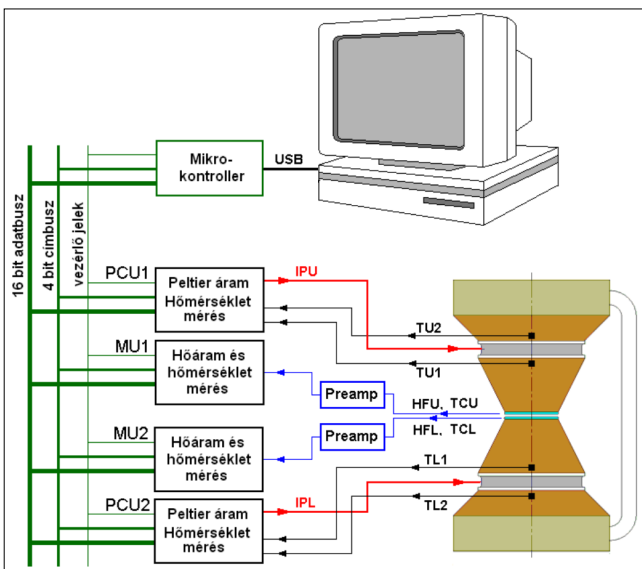 Mikro-
kontroller
USB
16 bit adatbusz
4 bit címbusz
vezérlő jelek
PCU1
Peltier áram
Hőmérséklet
mérés
IPU
TU2
TU1
MU1
Hőáram és
hőmérséklet
mérés
Preamp
HFU, TCU
HFL, TCL
Preamp
MU2
Hőáram és
hőmérséklet
mérés
TL1
PCU2
Peltier áram
Hőmérséklet
mérés
IPL
TL2